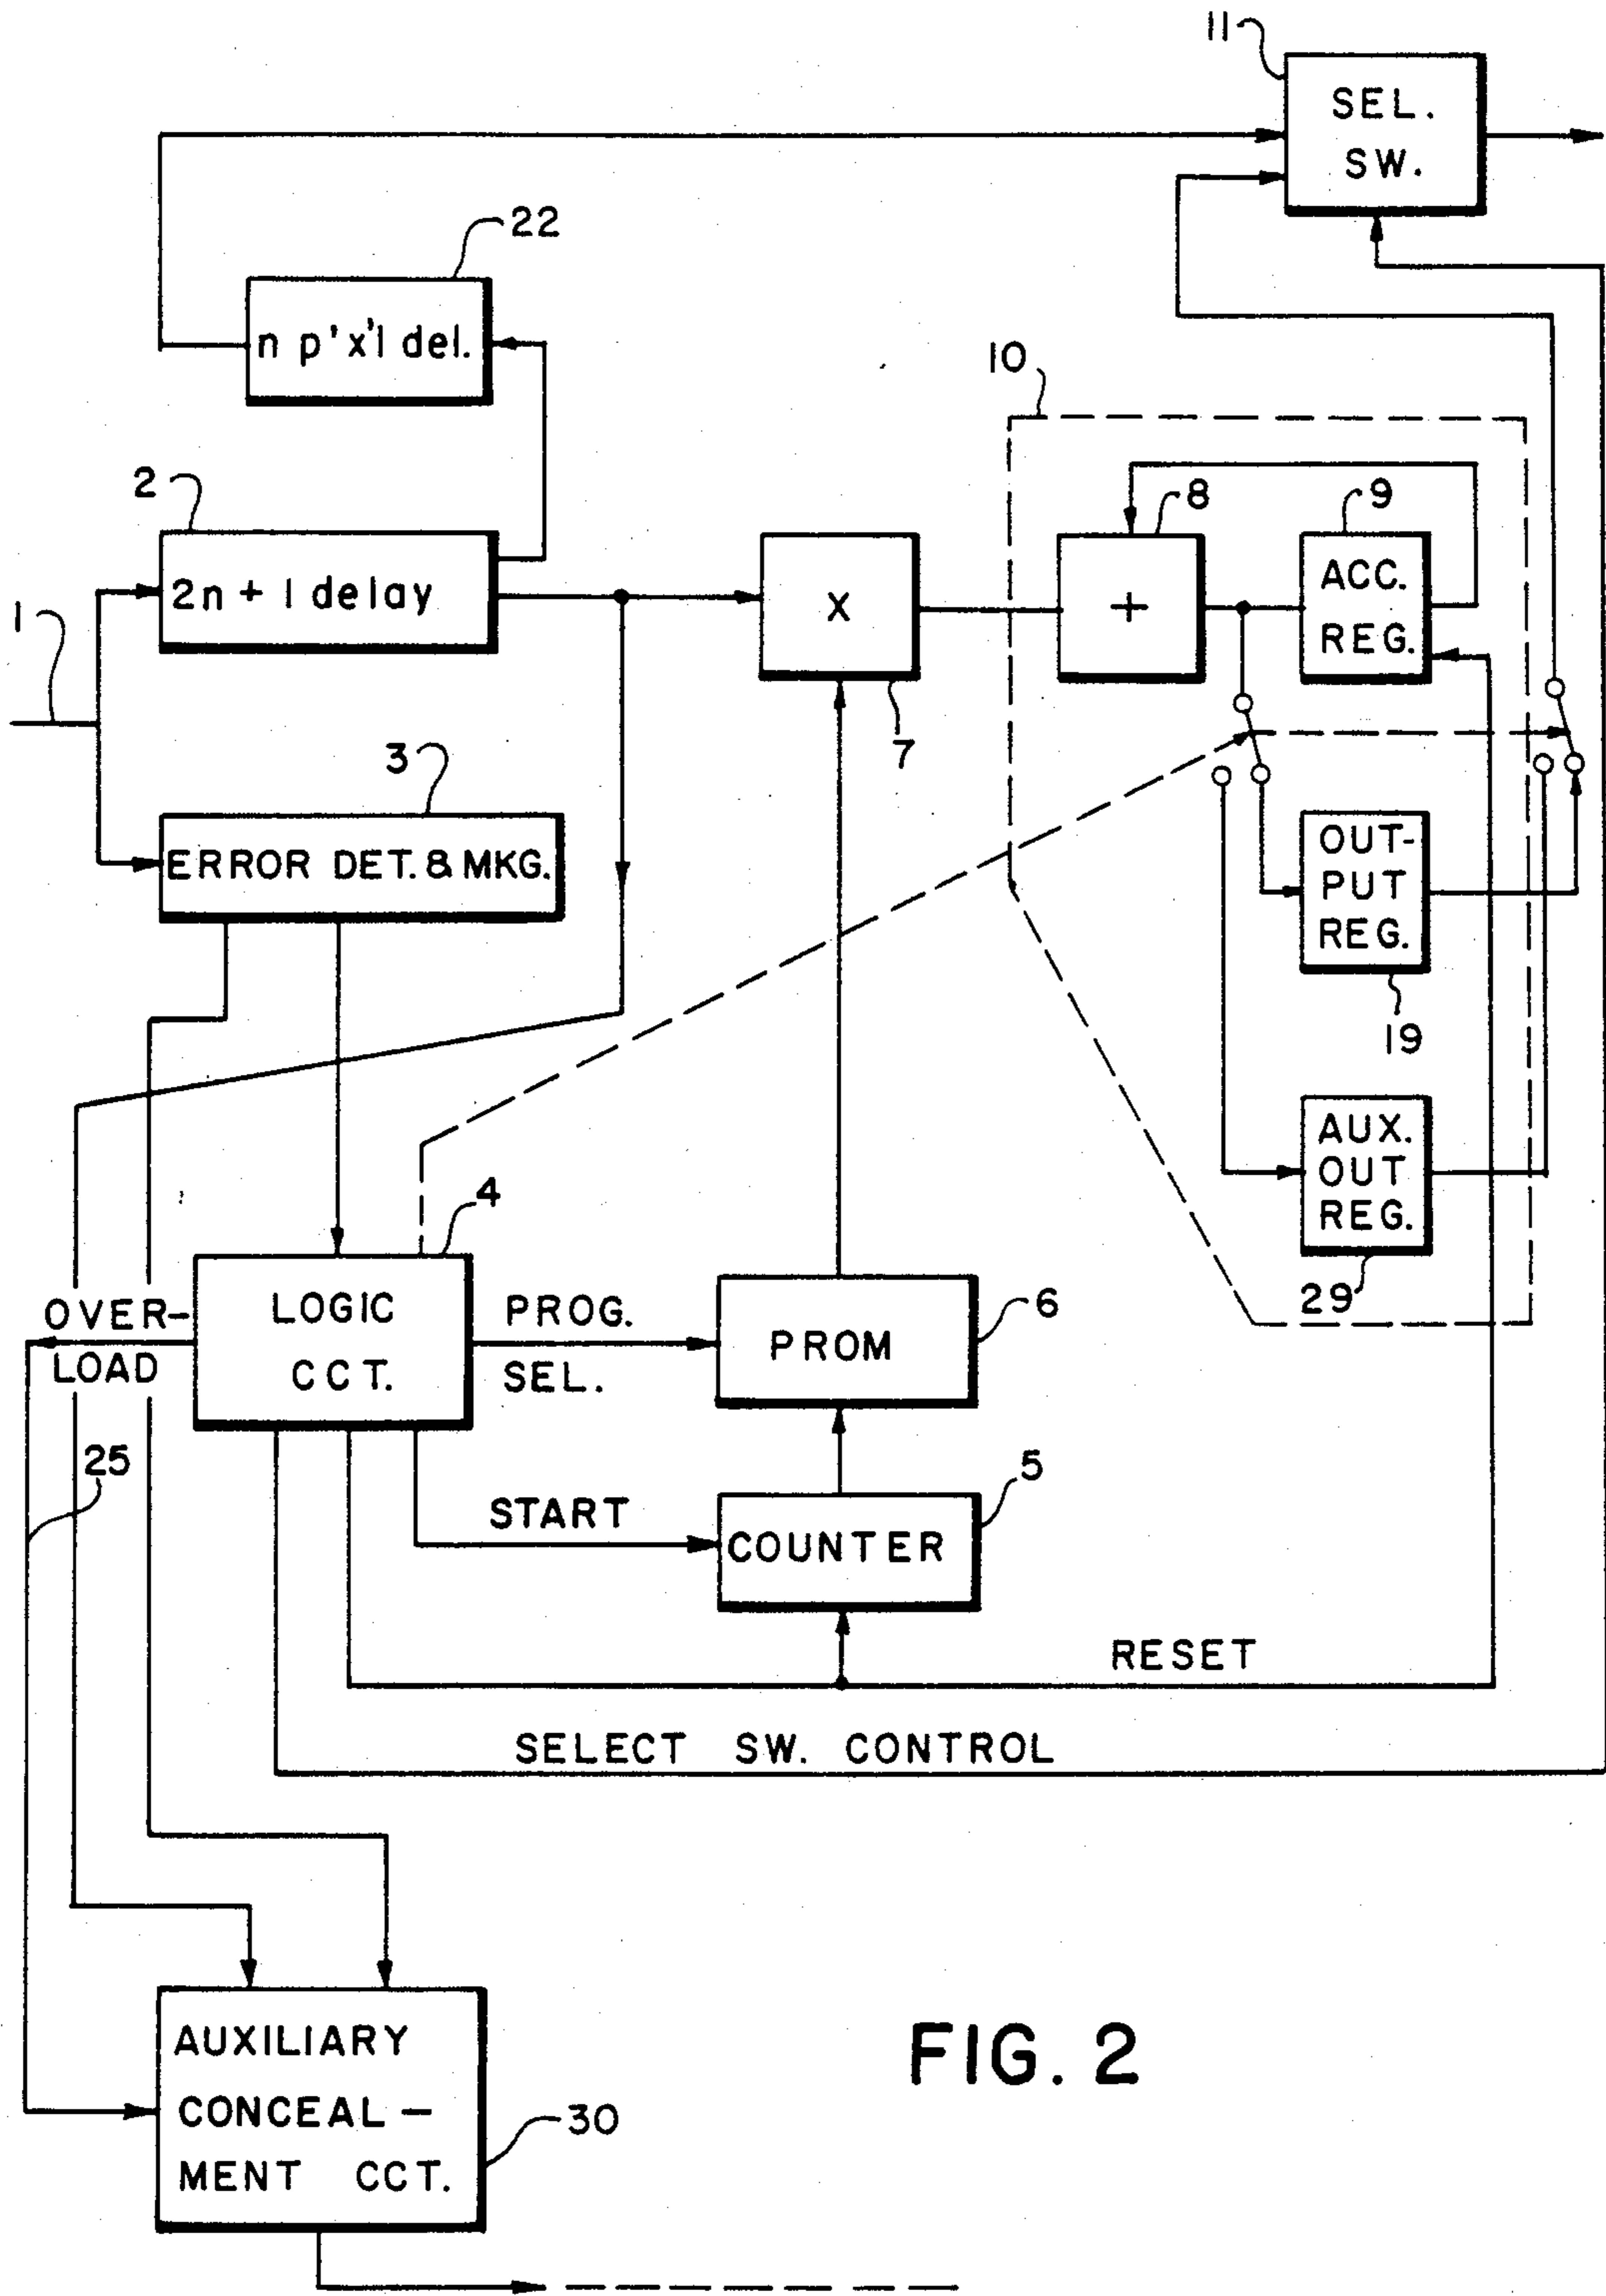 11
SEL.
SW.
22
n p'x'l del.
10
2
8
9
2n + 1 delay
X
+
ACC.
REG.
1
7
3
ERROR DET. & MKG.
OUT-
PUT
REG.
19
AUX.
OUT
REG.
29
4
OVER-
LOAD
LOGIC
CCT.
PROG.
SEL.
PROM
6
25
START
COUNTER
5
RESET
SELECT SW. CONTROL
AUXILIARY
CONCEAL-
MENT CCT.
30
FIG. 2